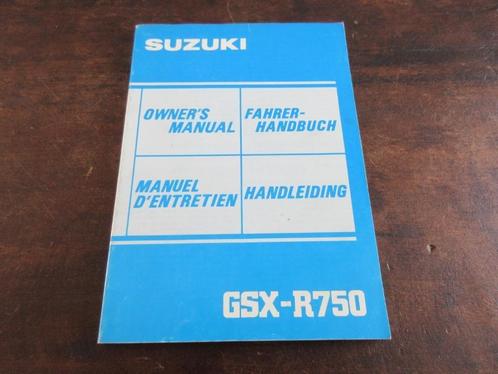 SUZUKI
OWNER'S
MANUAL
FAHRER-
HANDBUCH
MANUEL
D'ENTRETIEN
HANDLEIDING
GSX-R750